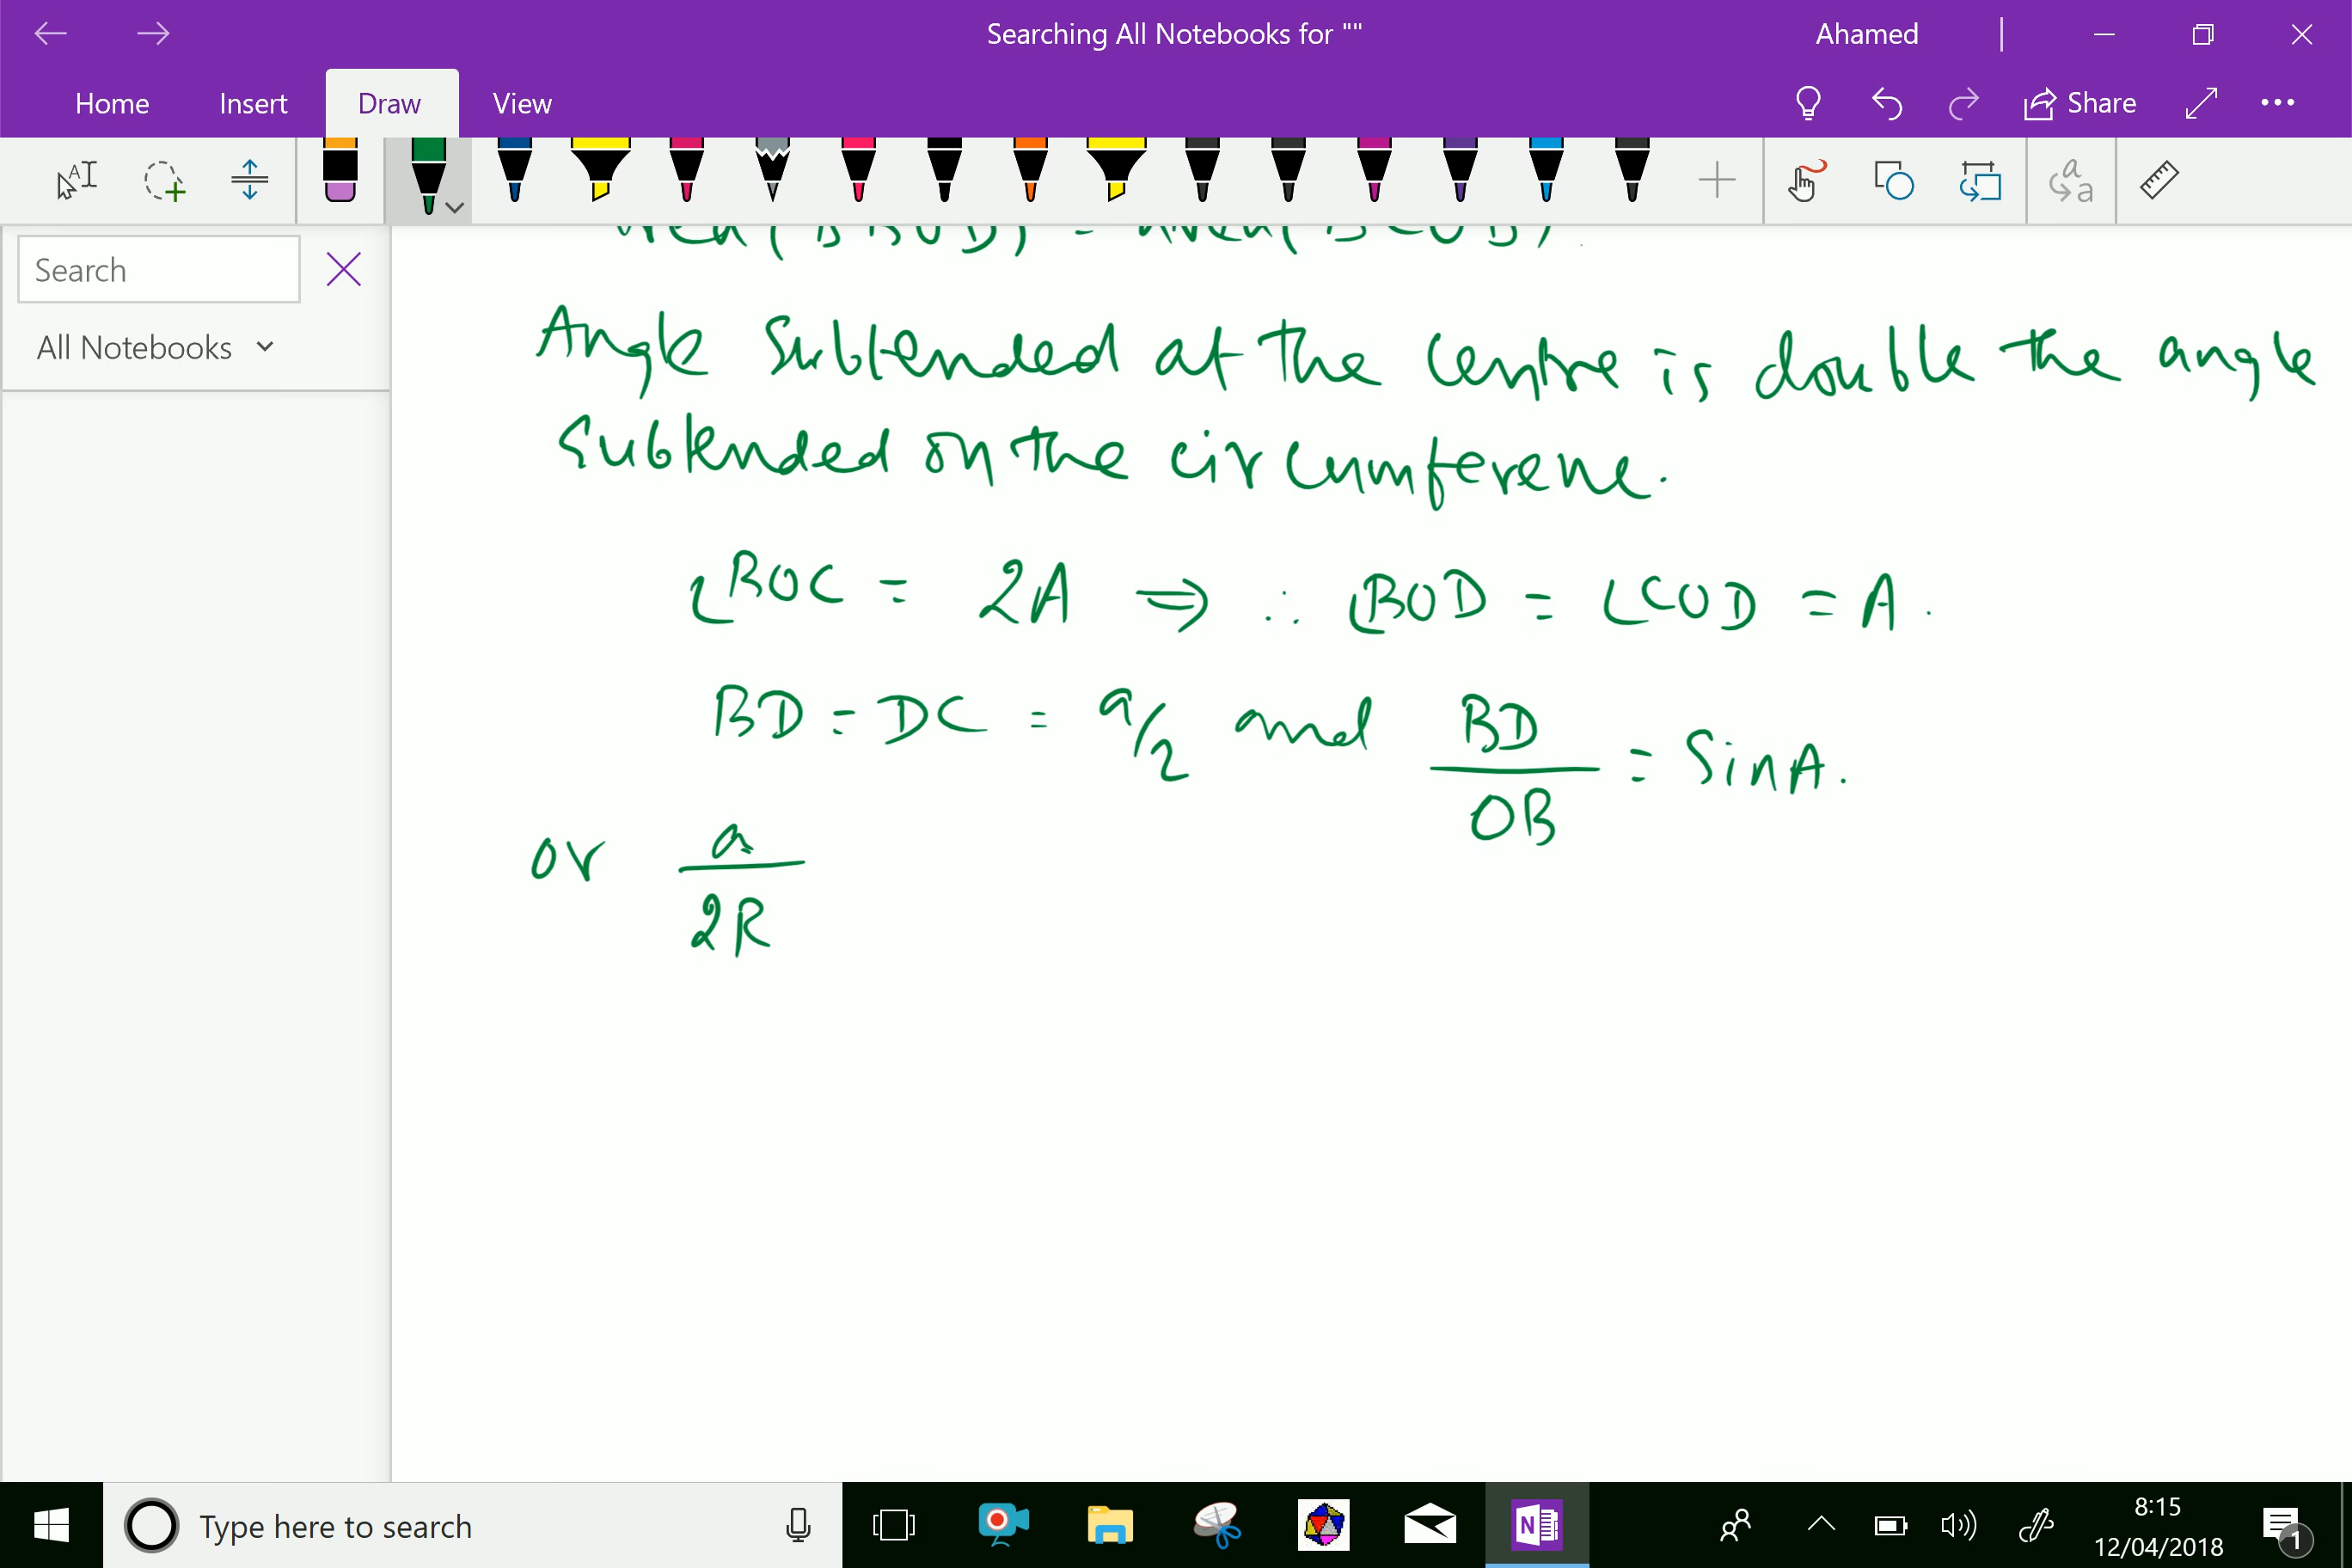 Searching All Notebooks for ""
Ahamed
Home Insert Draw View
Share
Search
All Notebooks
Angle Subtended at the centre is double the angle
Subtended on the circumference.
∠BOC = 2A ⇒ ∴ ∠BOD = ∠COD = A.
BD = DC = a/2 and BD/OB = Sin A.
or a/2R
Type here to search
8:15
12/04/2018
1